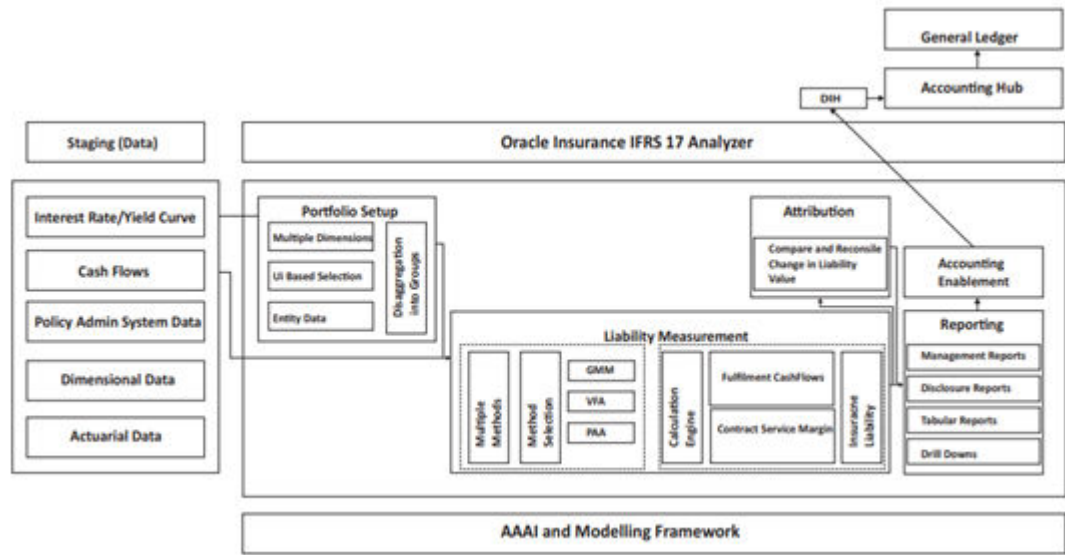 General Ledger
Accounting Hub
DIH
Staging (Data)
Oracle Insurance IFRS 17 Analyzer
Interest Rate/Yield Curve
Cash Flows
Policy Admin System Data
Dimensional Data
Actuarial Data
Portfolio Setup
Multiple Dimensions
UI Based Selection
Entity Data
Disaggregation
into Groups
Attribution
Compare and Reconcile
Change in Liability
Value
Accounting
Enablement
Liability Measurement
Multiple
Methods
Method
Selection
GMM
VFA
PAA
Calculation
Engine
Fulfilment CashFlows
Contract Service Margin
Insuracne
Liability
Reporting
Management Reports
Disclosure Reports
Tabular Reports
Drill Downs
AAAI and Modelling Framework